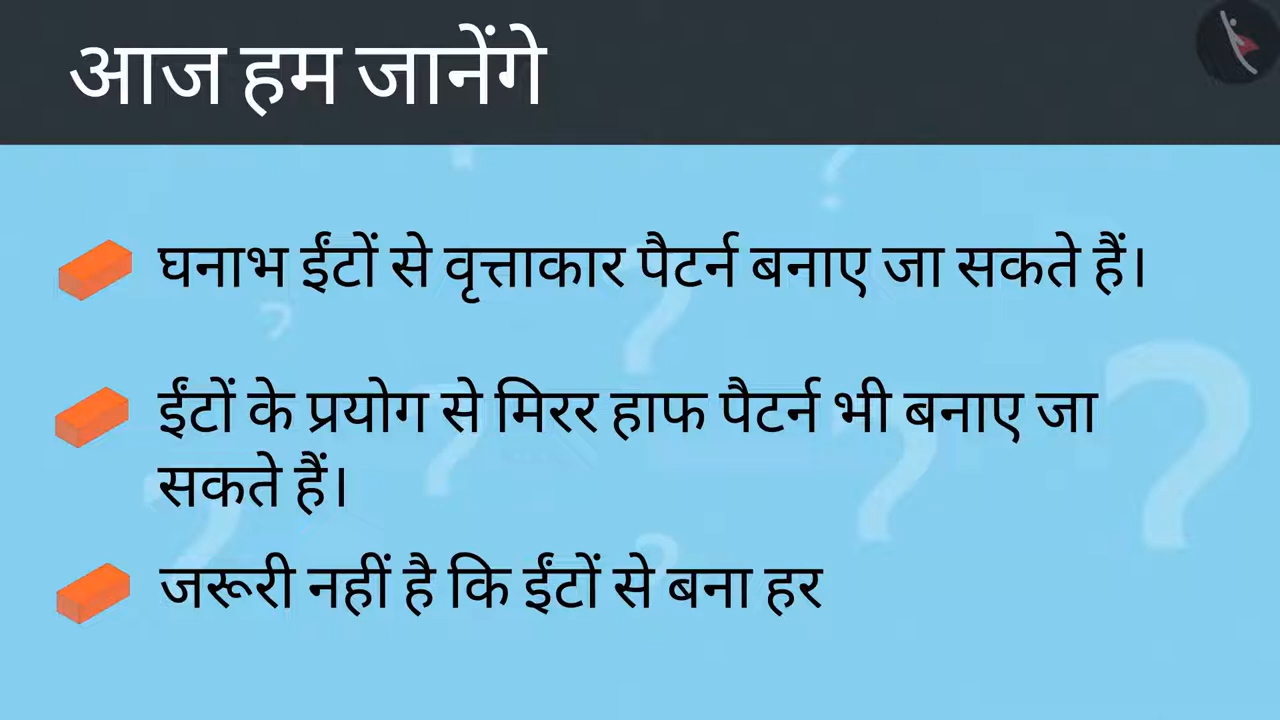 आज हम जानेंगे
घनाभ ईंटों से वृत्ताकार पैटर्न बनाए जा सकते हैं।
ईंटों के प्रयोग से मिरर हाफ पैटर्न भी बनाए जा
सकते हैं।
जरूरी नहीं है कि ईंटों से बना हर